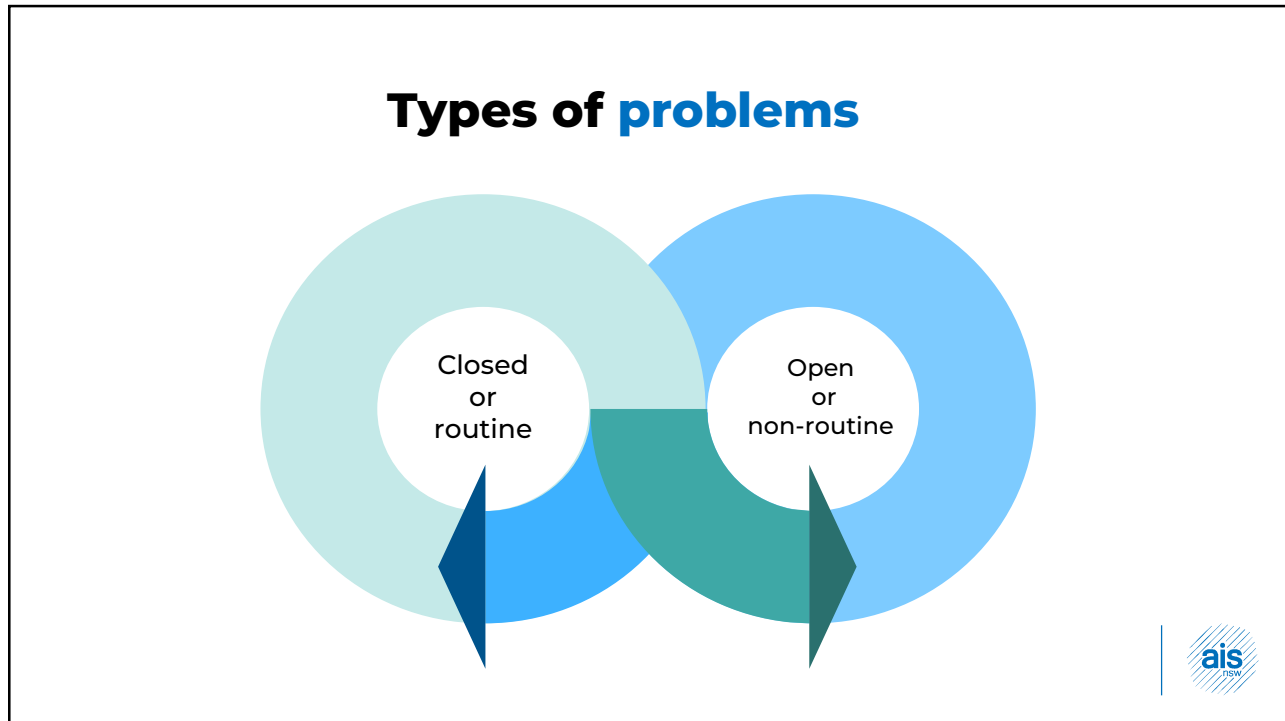 Types of problems
Closed
or
routine
Open
or
non-routine
ais
nsw